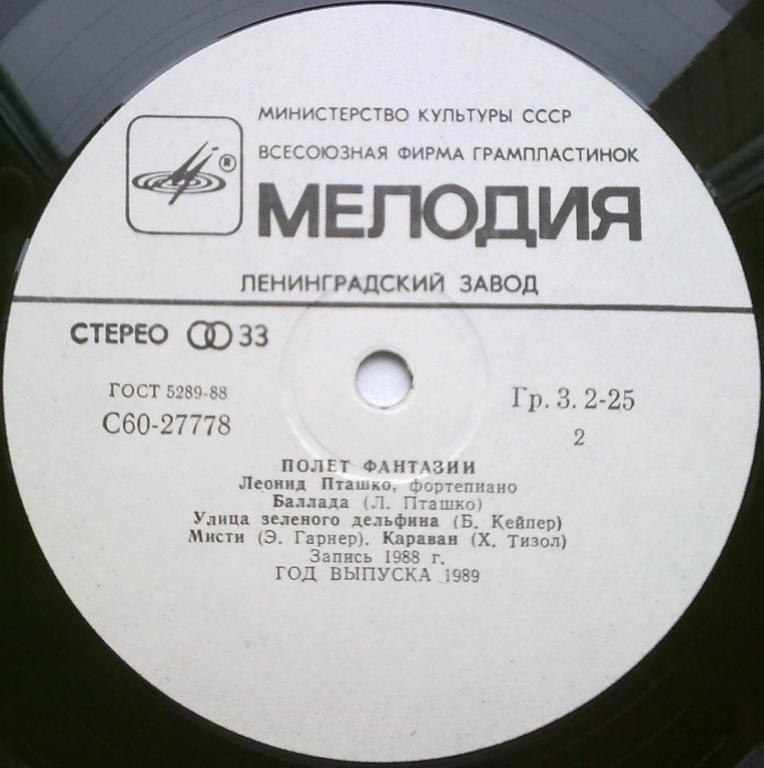 МИНИСТЕРСТВО КУЛЬТУРЫ СССР
ВСЕСОЮЗНАЯ ФИРМА ГРАМПЛАСТИНОК
®
МЕЛОДИЯ
ЛЕНИНГРАДСКИЙ ЗАВОД
СТЕРЕО 33
ГОСТ 5289-88
С60-27778
Гр. 3. 2-25
2
ПОЛЕТ ФАНТАЗИИ
Леонид Пташко, фортепиано
Баллада (Л. Пташко)
Улица зеленого дельфина (Б. Кейпер)
Мисти (Э. Гарнер). Караван (Х. Тизол)
Запись 1988 г.
ГОД ВЫПУСКА 1989